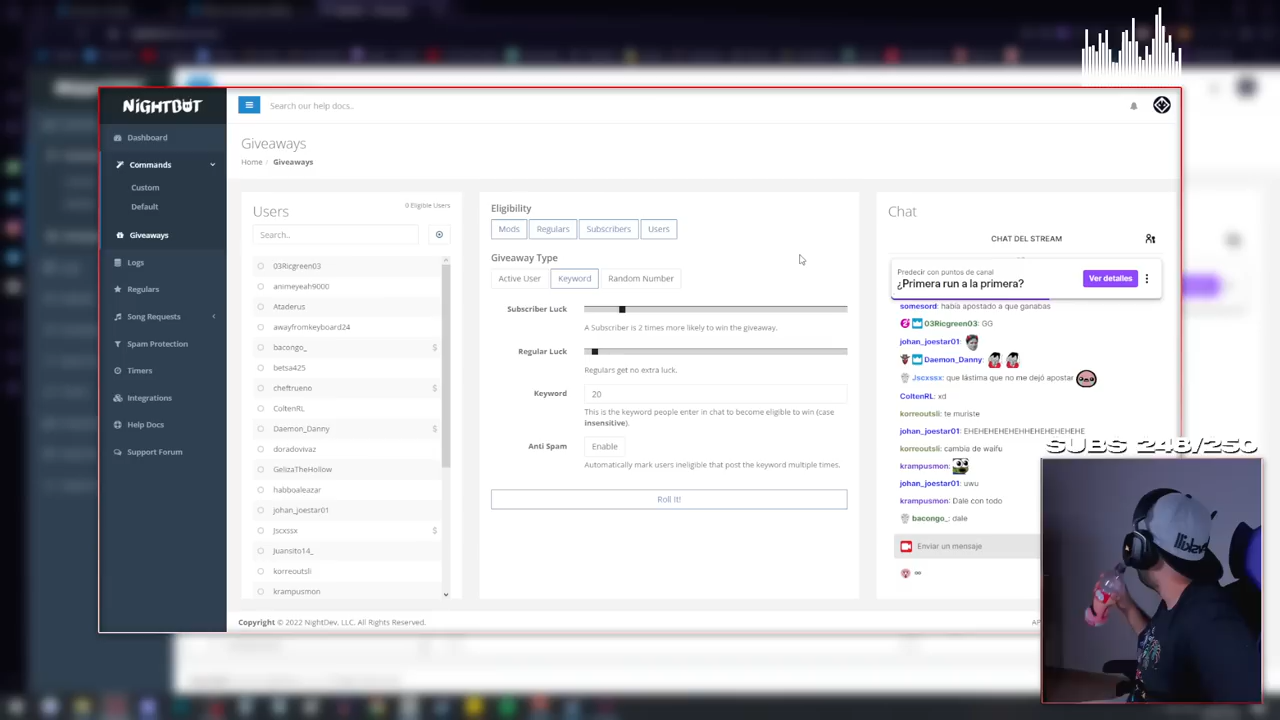 NiGHTBOT
Search our help docs..
Dashboard
Commands
Custom
Default
Giveaways
Logs
Regulars
Song Requests
Spam Protection
Timers
Integrations
Help Docs
Support Forum
Giveaways
Home / Giveaways
Users
0 Eligible Users
Search..
03Ricgreen03
animeyeah9000
Ataderus
awayfromkeyboard24
bacongo_ $
betsa425
cheftrueno $
ColtenRL
Daemon_Danny $
doradovivaz
GelizaTheHollow
habboaleazar
johan_joestar01
Jscxssx $
Juansito14_
korreoutsli
krampusmon
Eligibility
Mods Regulars Subscribers Users
Giveaway Type
Active User Keyword Random Number
Subscriber Luck
A Subscriber is 2 times more likely to win the giveaway.
Regular Luck
Regulars get no extra luck.
Keyword 20
This is the keyword people enter in chat to become eligible to win (case
insensitive).
Anti Spam Enable
Automatically mark users ineligible that post the keyword multiple times.
Roll It!
Chat
CHAT DEL STREAM
Predecir con puntos de canal
¿Primera run a la primera?
Ver detalles
somesord: había apostado a que ganabas
03Ricgreen03: GG
johan_joestar01:
Daemon_Danny:
Jscxssx: que lástima que no me dejó apostar
ColtenRL: xd
korreoutsli: te muriste
johan_joestar01: EHEHEHEHEHEHHEHEHEHEHEHE
korreoutsli: cambia de waifu
krampusmon:
johan_joestar01: uwu
krampusmon: Dale con todo
bacongo_: dale
Enviar un mensaje
∞
SUBS 248/250
Copyright © 2022 NightDev, LLC. All Rights Reserved.